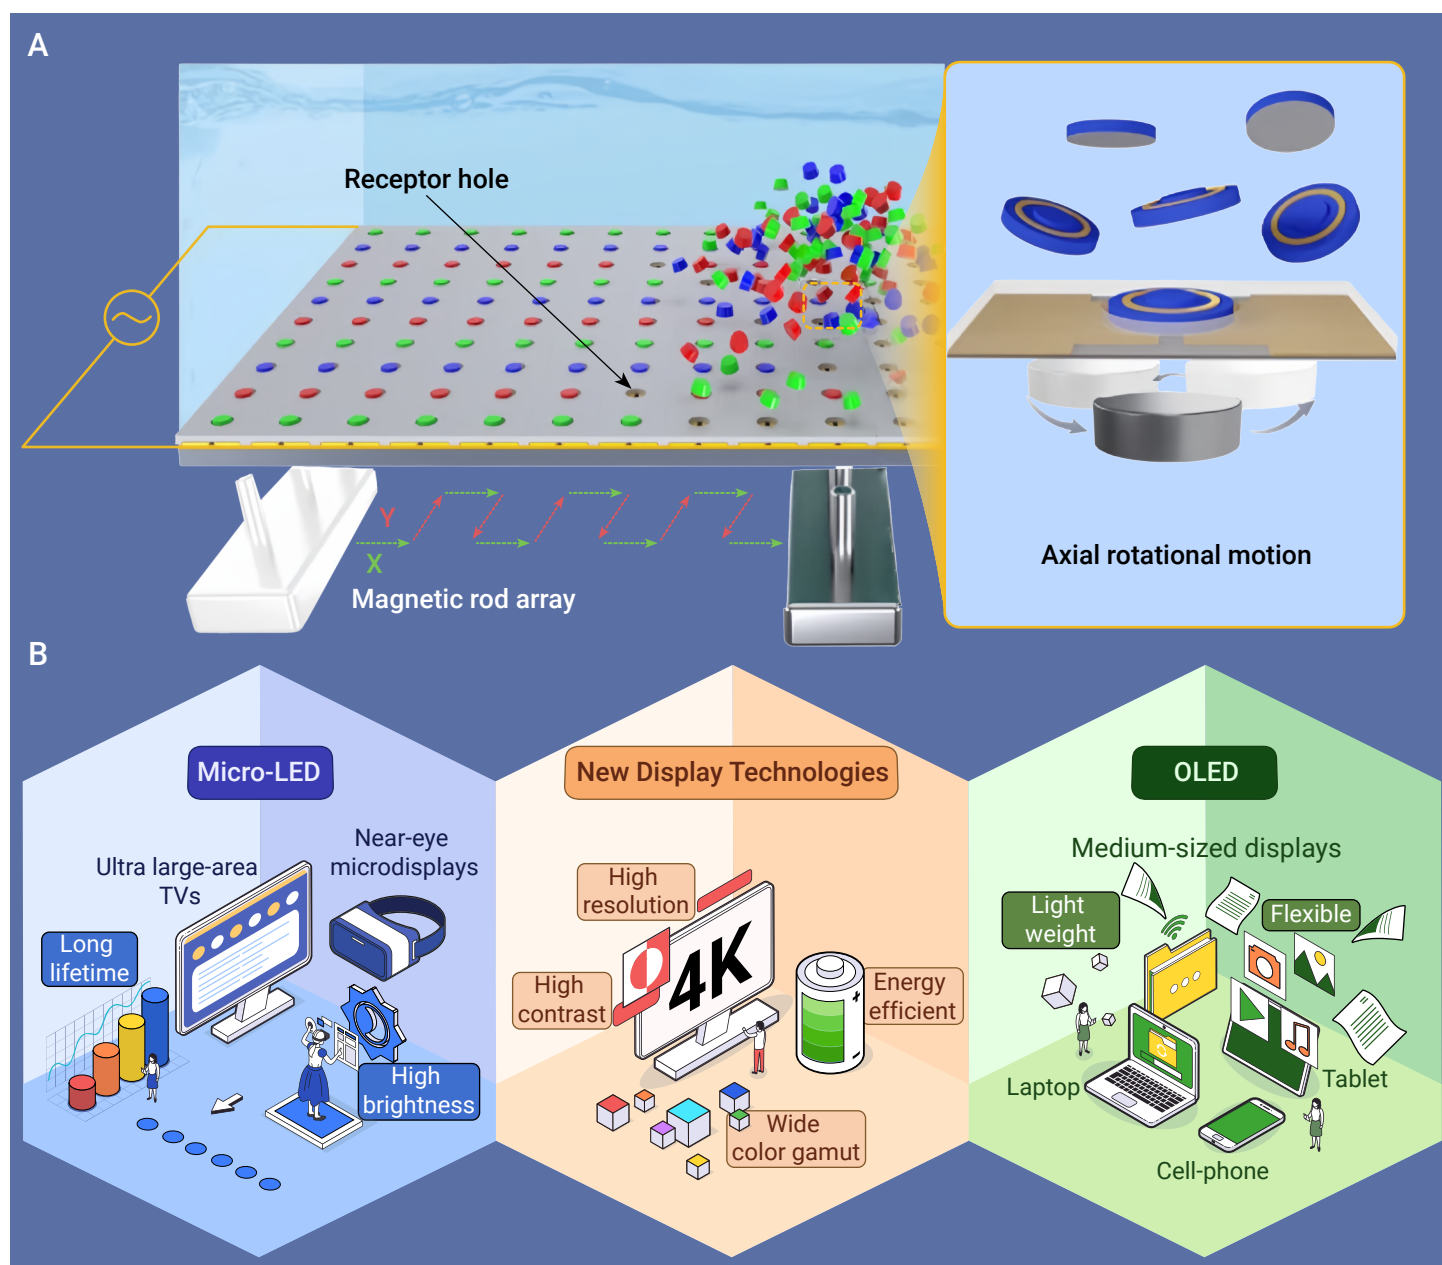 A
Receptor hole
Y
X
Magnetic rod array
Axial rotational motion
B
Micro-LED
Near-eye
microdisplays
Ultra large-area
TVs
Long
lifetime
High
brightness
New Display Technologies
High
resolution
4K
High
contrast
Energy
efficient
+
-
Wide
color gamut
OLED
Medium-sized displays
Light
weight
Flexible
Laptop
Tablet
Cell-phone